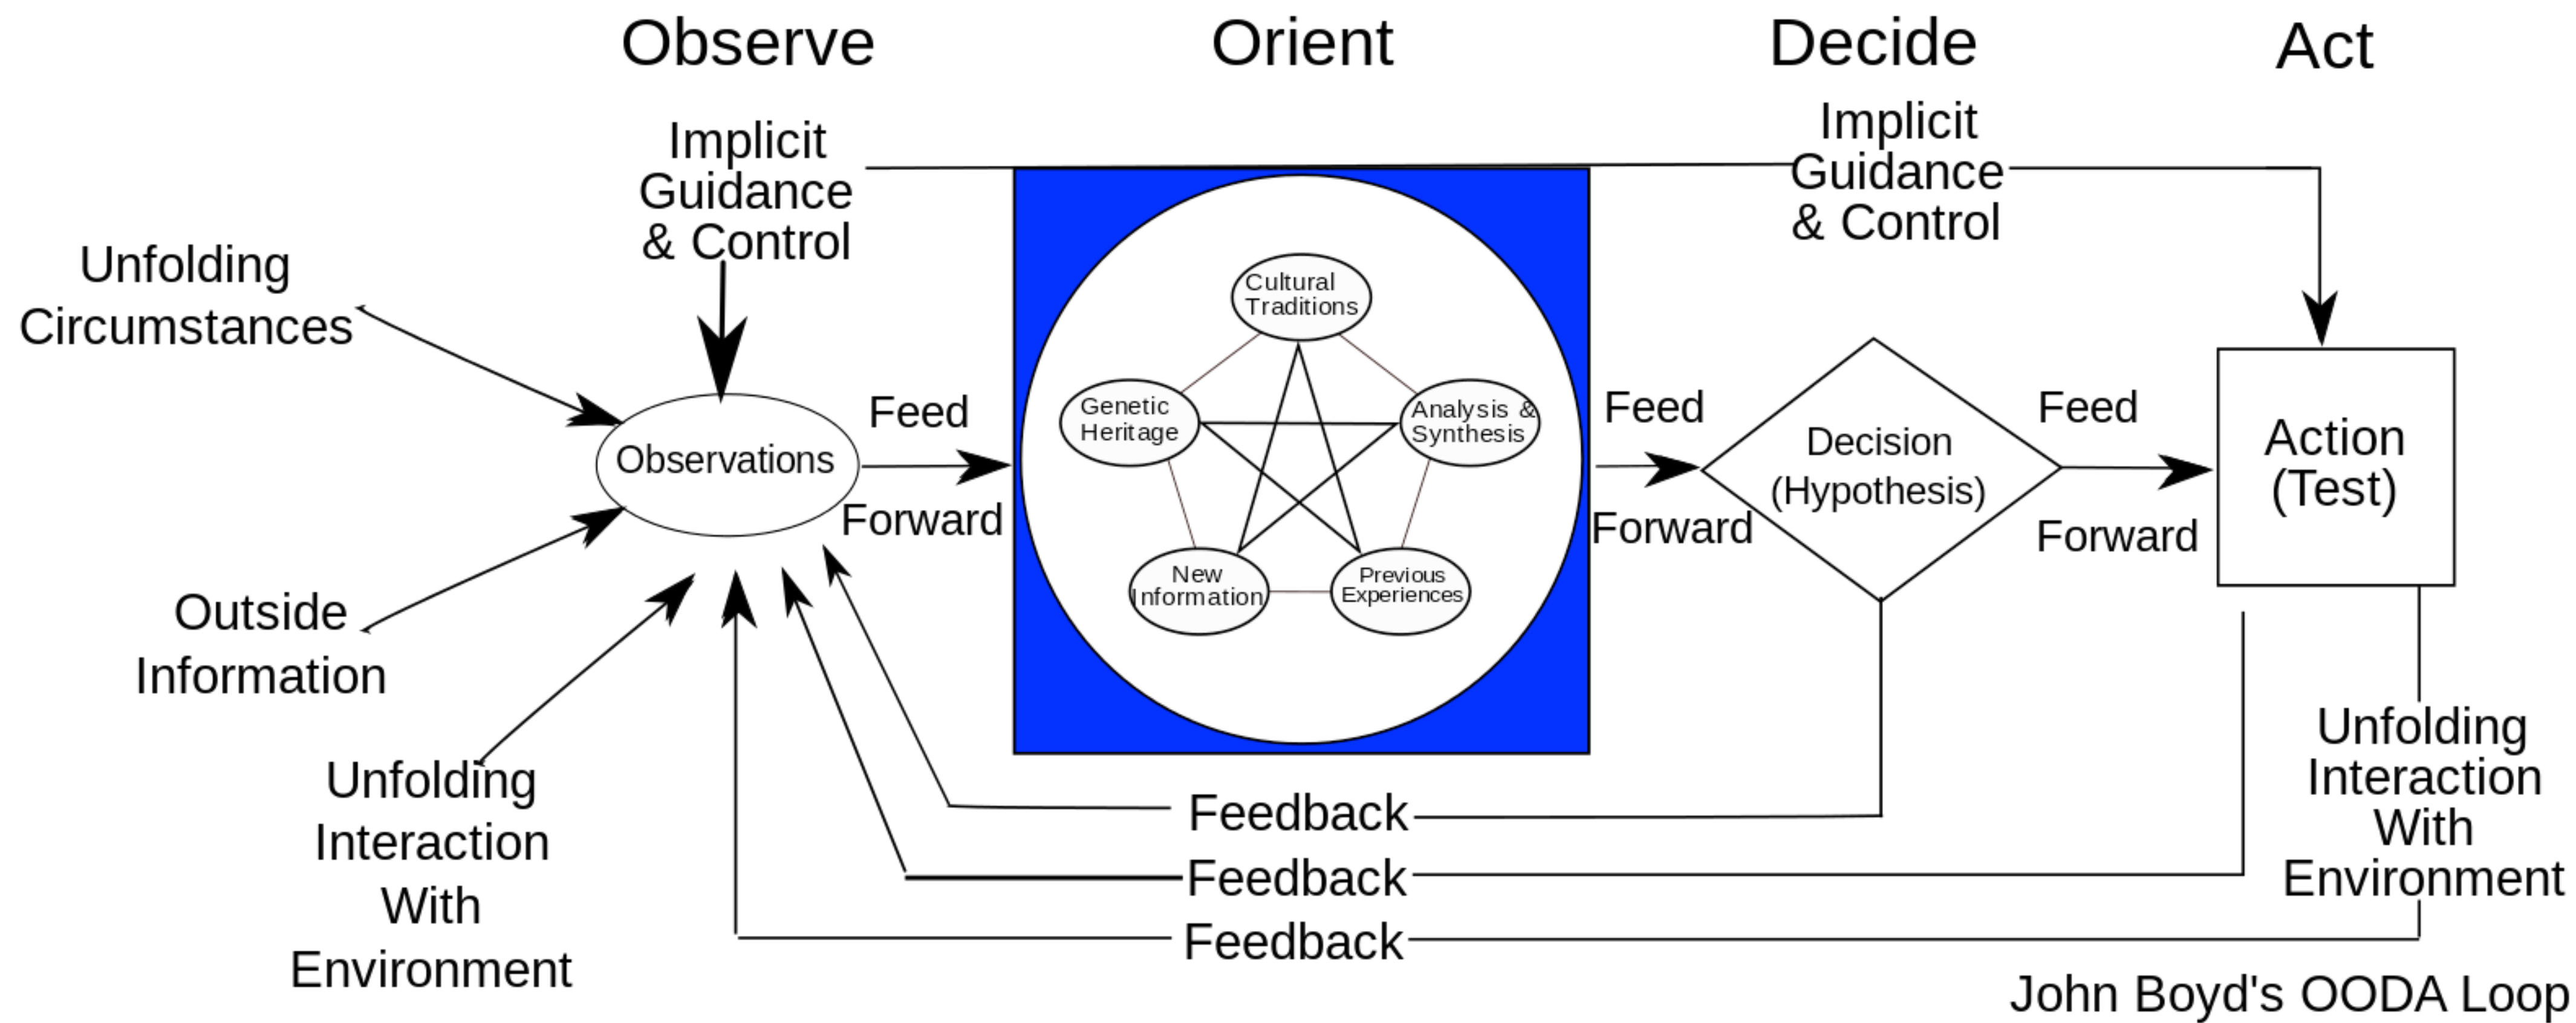 Observe
Orient
Decide
Act
Implicit
Guidance
& Control
Implicit
Guidance
& Control
Unfolding
Circumstances
Cultural
Traditions
Genetic
Heritage
Analysis &
Synthesis
New
Information
Previous
Experiences
Observations
Feed
Forward
Feed
Forward
Decision
(Hypothesis)
Feed
Forward
Action
(Test)
Outside
Information
Unfolding
Interaction
With
Environment
Unfolding
Interaction
With
Environment
Feedback
Feedback
Feedback
John Boyd's OODA Loop